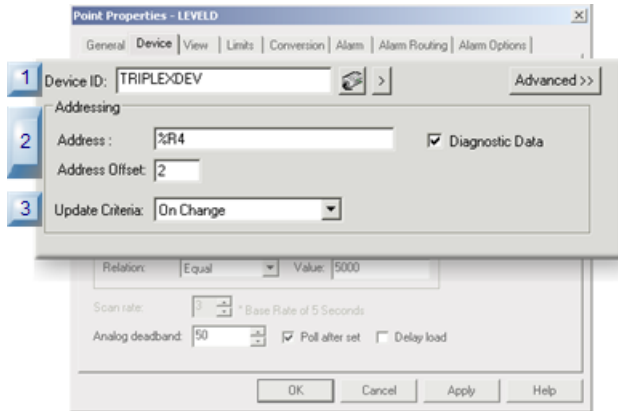 Point Properties - LEVELD
General Device View Limits Conversion Alarm Alarm Routing Alarm Options
1 Device ID: TRIPLEXDEV > Advanced >>
Addressing
2 Address : %R4 Diagnostic Data
Address Offset: 2
3 Update Criteria: On Change
Relation: Equal Value: 5000
Scan rate: 3 * Base Rate of 5 Seconds
Analog deadband: 50 Poll after set Delay load
OK Cancel Apply Help